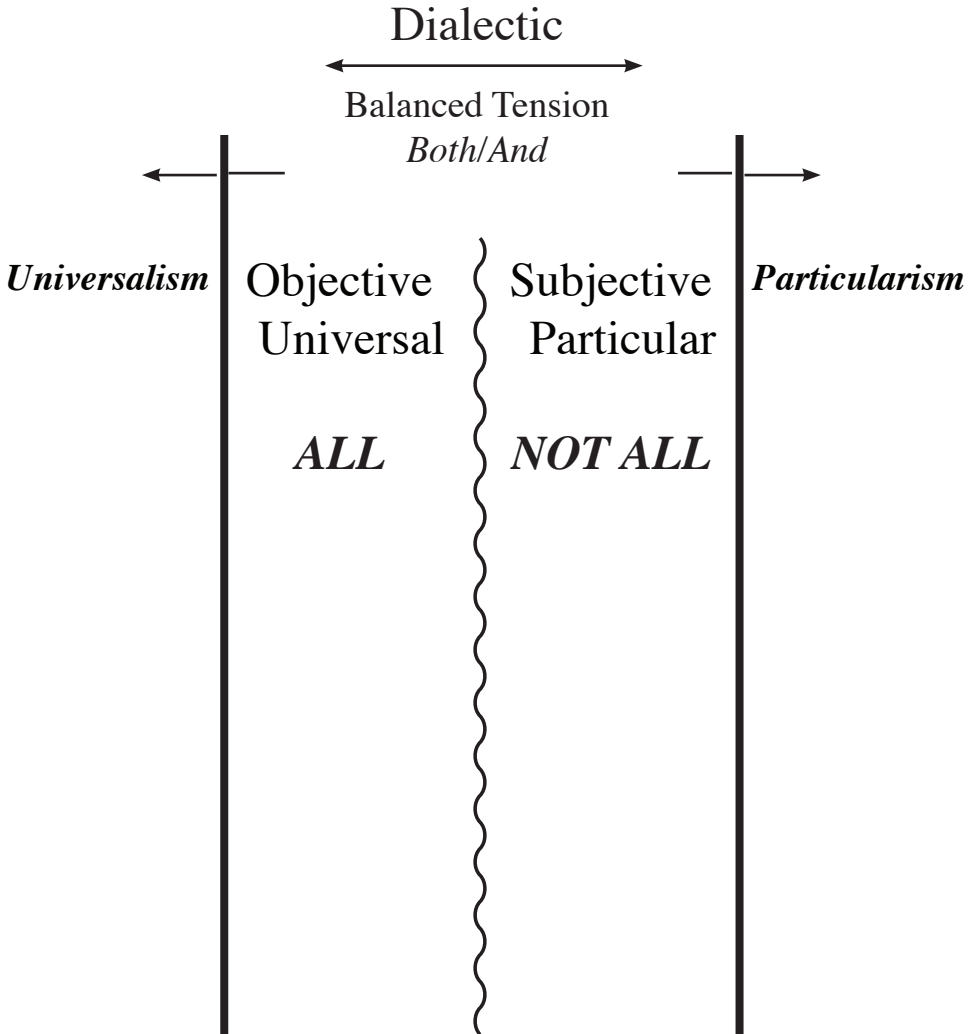 Dialectic
Balanced Tension
Both/And
Universalism
Objective
Universal
ALL
Subjective
Particular
NOT ALL
Particularism